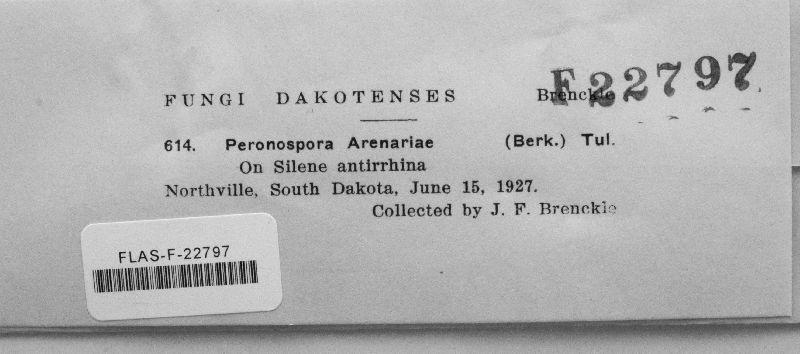 FUNGI DAKOTENSES Brenckle F22797
614. Peronospora Arenariae (Berk.) Tul.
On Silene antirrhina
Northville, South Dakota, June 15, 1927.
Collected by J. F. Brenckle
FLAS-F-22797